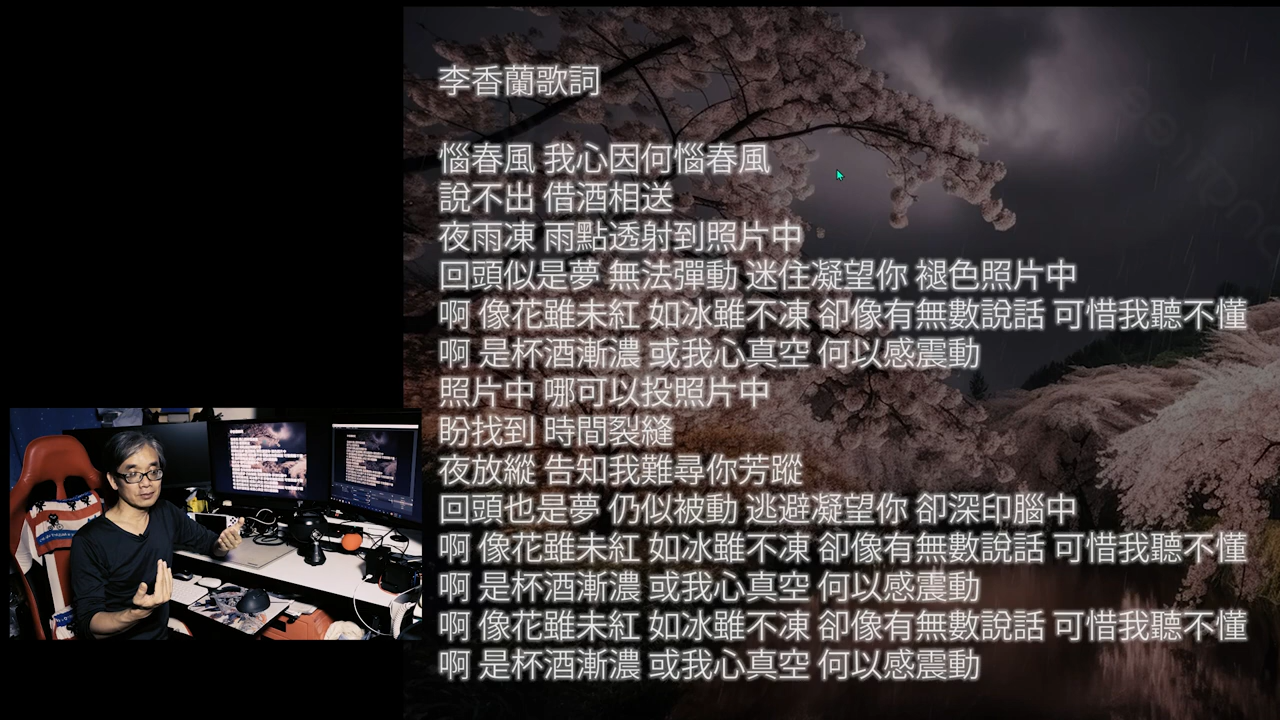 李香蘭歌詞
惱春風 我心因何惱春風
說不出 借酒相送
夜雨凍 雨點透射到照片中
回頭似是夢 無法彈動 迷住凝望你 褪色照片中
啊 像花雖未紅 如冰雖不凍 卻像有無數說話 可惜我聽不懂
啊 是杯酒漸濃 或我心真空 何以感震動
照片中 哪可以投照片中
盼找到 時間裂縫
夜放縱 告知我難尋你芳蹤
回頭也是夢 仍似被動 逃避凝望你 卻深印腦中
啊 像花雖未紅 如冰雖不凍 卻像有無數說話 可惜我聽不懂
啊 是杯酒漸濃 或我心真空 何以感震動
啊 像花雖未紅 如冰雖不凍 卻像有無數說話 可惜我聽不懂
啊 是杯酒漸濃 或我心真空 何以感震動